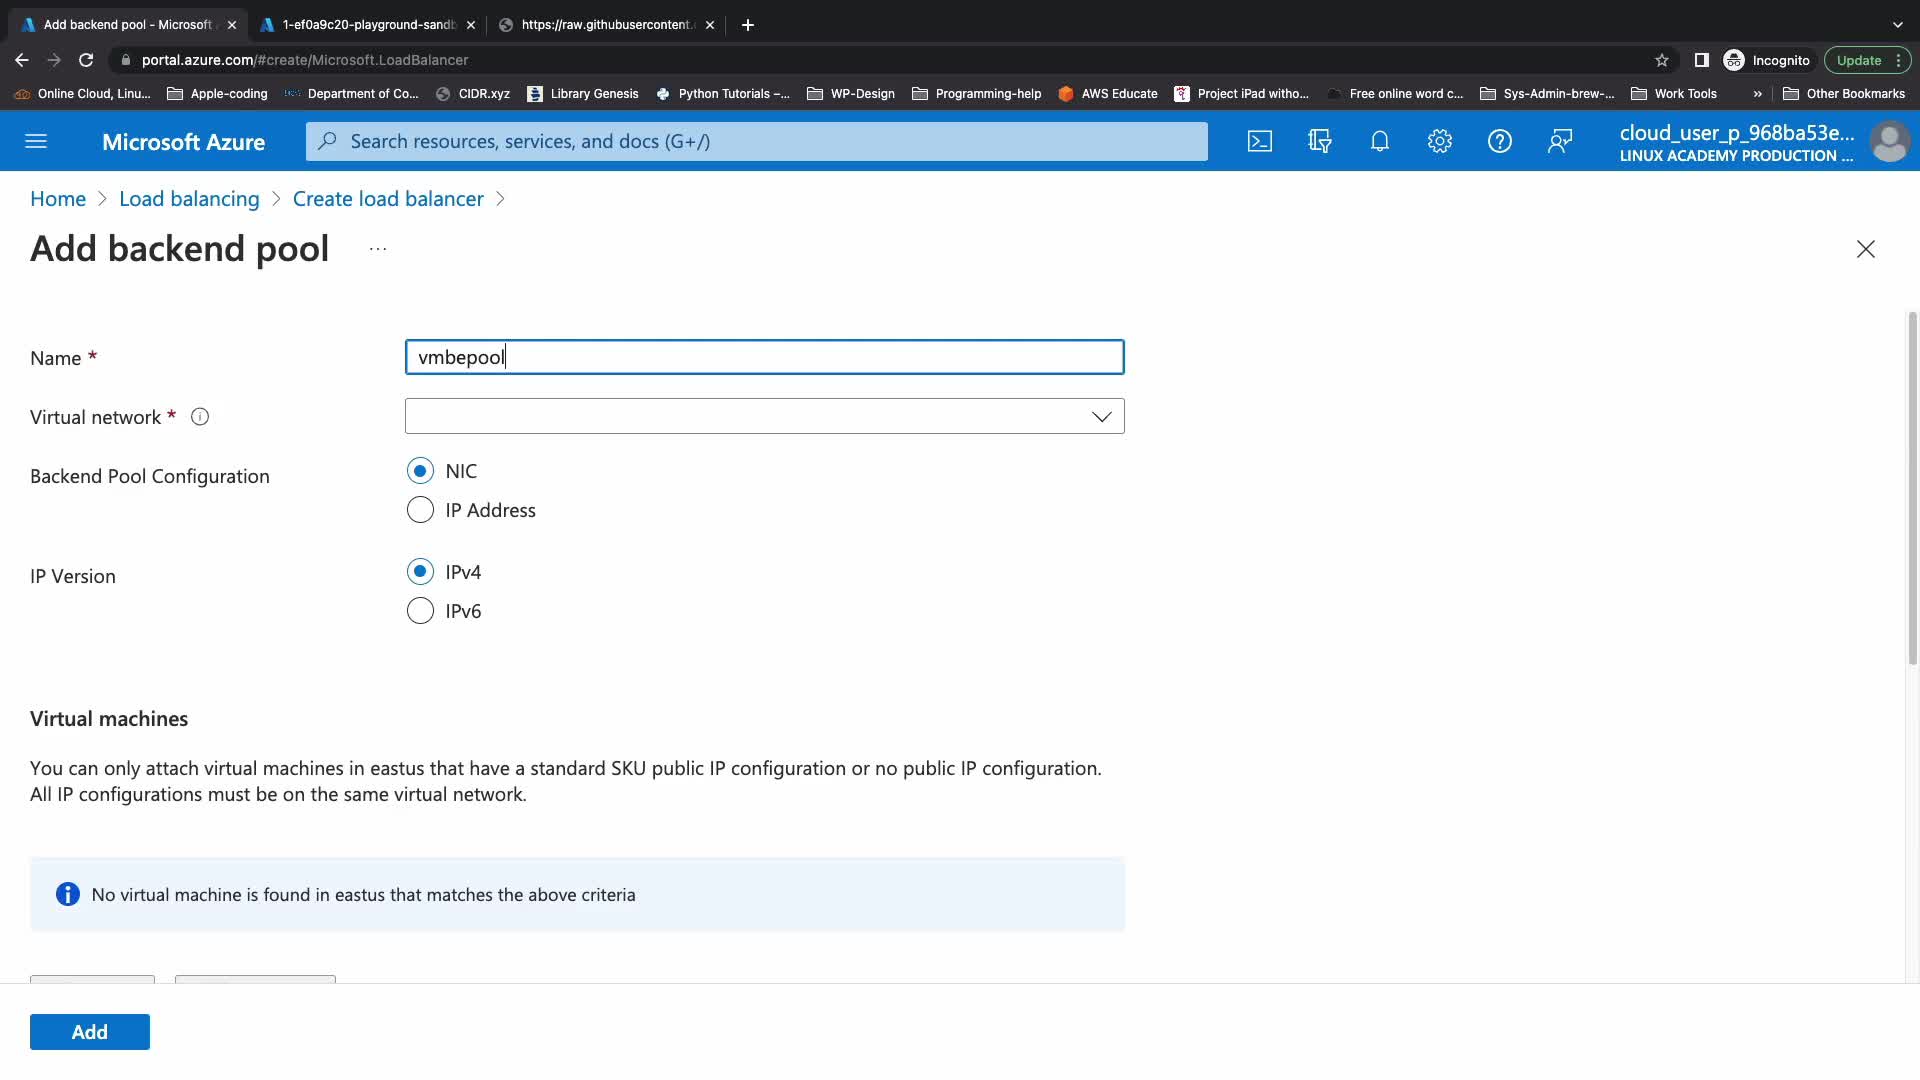 Add backend pool - Microsoft
1-ef0a9c20-playground-sandb
https://raw.githubusercontent.
portal.azure.com/#create/Microsoft.LoadBalancer
Incognito
Update
Online Cloud, Linu...
Apple-coding
Department of Co...
CIDR.xyz
Library Genesis
Python Tutorials –...
WP-Design
Programming-help
AWS Educate
Project iPad witho...
Free online word c...
Sys-Admin-brew-...
Work Tools
»
Other Bookmarks
Microsoft Azure
Search resources, services, and docs (G+/)
cloud_user_p_968ba53e...
LINUX ACADEMY PRODUCTION ...
Home > Load balancing > Create load balancer >
Add backend pool ...
Name *
vmbepool
Virtual network *
Backend Pool Configuration
NIC
IP Address
IP Version
IPv4
IPv6
Virtual machines
You can only attach virtual machines in eastus that have a standard SKU public IP configuration or no public IP configuration.
All IP configurations must be on the same virtual network.
No virtual machine is found in eastus that matches the above criteria
Add